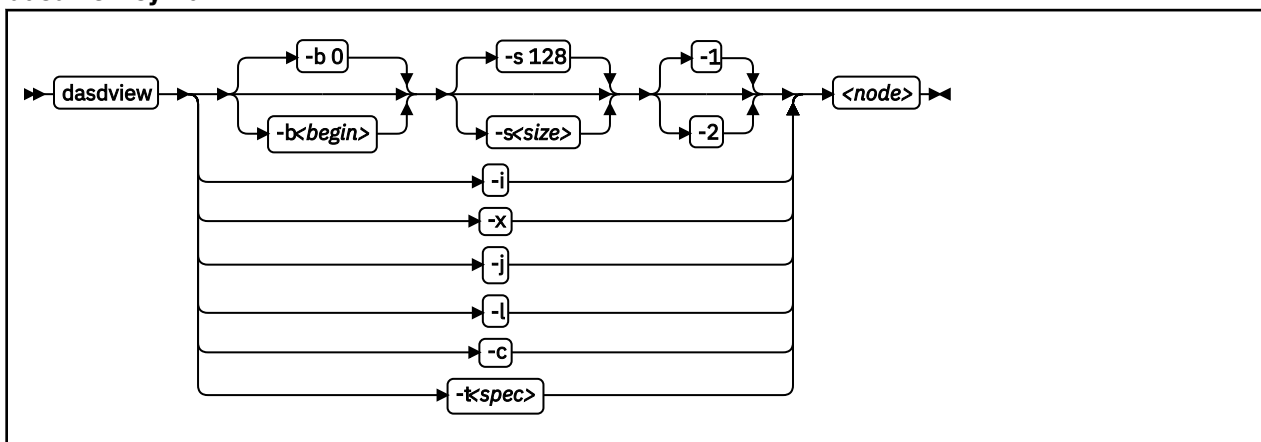 -b 0 -s 128 -1
dasdview <node>
-b<begin> -s<size> -2
-i
-x
-j
-l
-c
-t<spec>